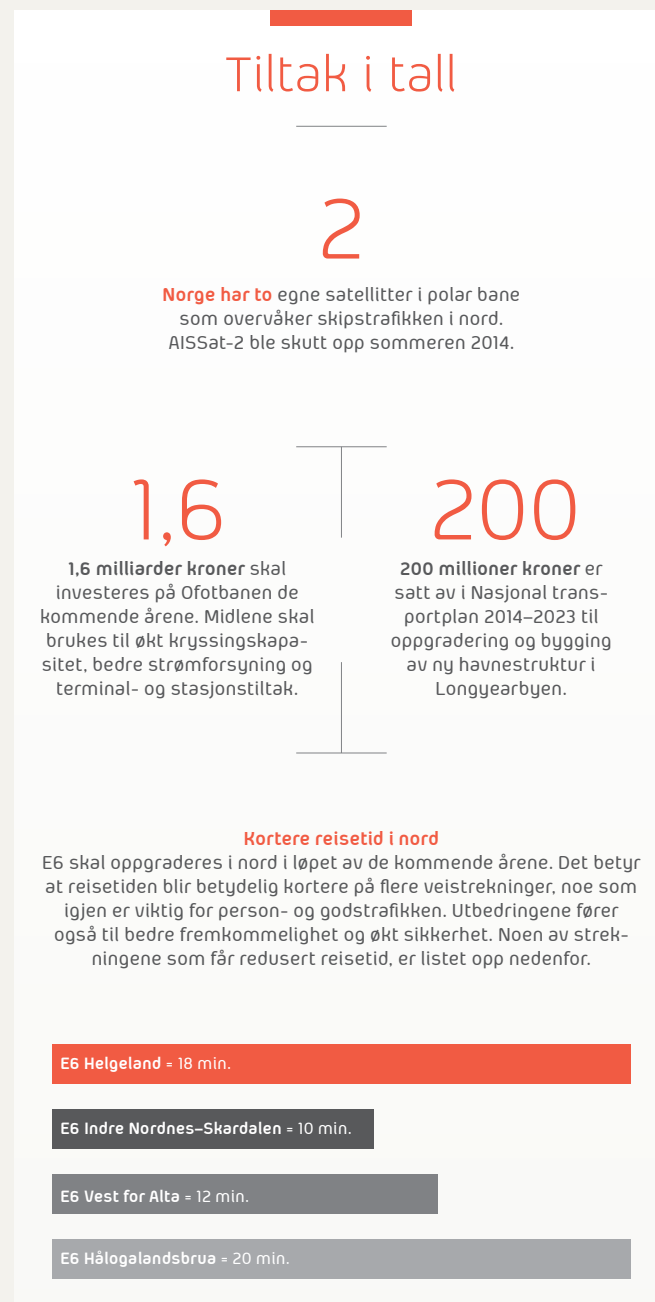 Tiltak i tall
2
Norge har to egne satellitter i polar bane
som overvåker skipstrafikken i nord.
AISSat-2 ble skutt opp sommeren 2014.
1,6
1,6 milliarder kroner skal
investeres på Ofotbanen de
kommende årene. Midlene skal
brukes til økt kryssingskapa-
sitet, bedre strømforsyning og
terminal- og stasjonstiltak.
200
200 millioner kroner er
satt av i Nasjonal trans-
portplan 2014–2023 til
oppgradering og bygging
av ny havnestruktur i
Longyearbyen.
Kortere reisetid i nord
E6 skal oppgraderes i nord i løpet av de kommende årene. Det betyr
at reisetiden blir betydelig kortere på flere veistrekninger, noe som
igjen er viktig for person- og godstrafikken. Utbedringene fører
også til bedre fremkommelighet og økt sikkerhet. Noen av strek-
ningene som får redusert reisetid, er listet opp nedenfor.
E6 Helgeland = 18 min.
E6 Indre Nordnes–Skardalen = 10 min.
E6 Vest for Alta = 12 min.
E6 Hålogalandsbrua = 20 min.